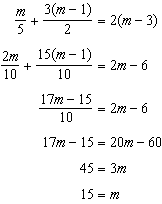 m/5 + 3(m − 1)/2 = 2(m − 3)
2m/10 + 15(m − 1)/10 = 2m − 6
17m − 15/10 = 2m − 6
17m − 15 = 20m − 60
45 = 3m
15 = m